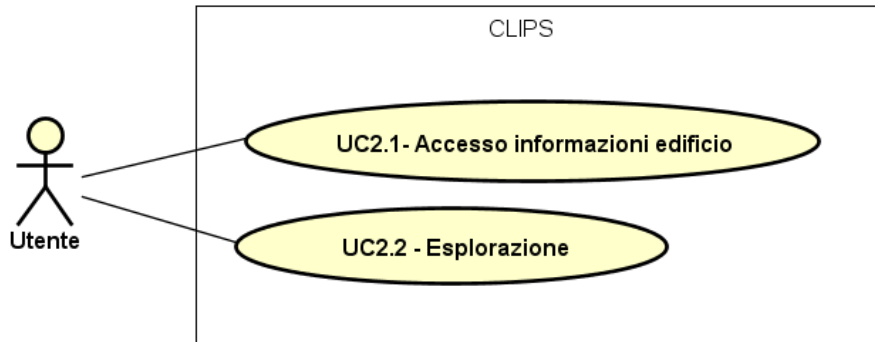 CLIPS
UC2.1- Accesso informazioni edificio
Utente
UC2.2 - Esplorazione